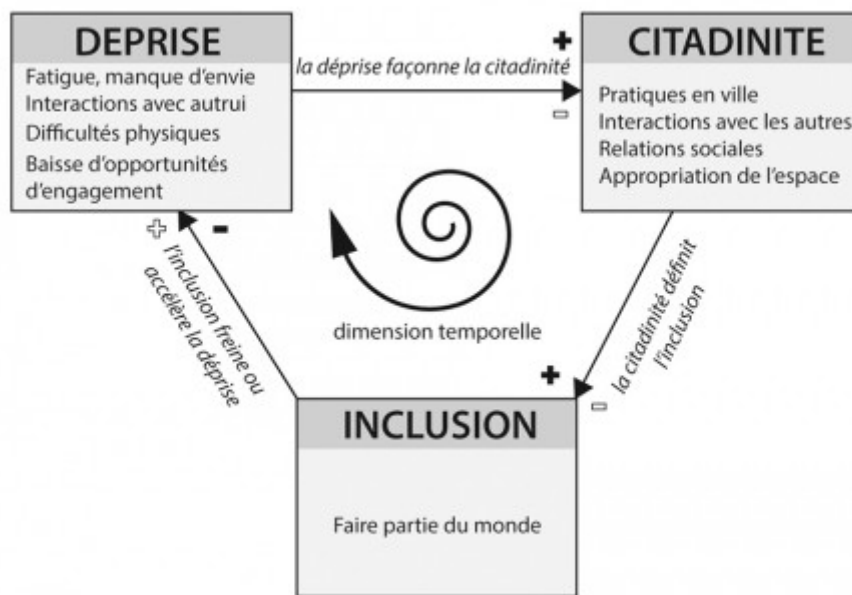 DEPRISE
Fatigue, manque d'envie
Interactions avec autrui
Difficultés physiques
Baisse d'opportunités
d'engagement
la déprise façonne la citadinité
+
-
CITADINITE
Pratiques en ville
Interactions avec les autres
Relations sociales
Appropriation de l'espace
dimension temporelle
+
-
l'inclusion freine ou
accélère la déprise
la citadinité définit
l'inclusion
+
-
INCLUSION
Faire partie du monde